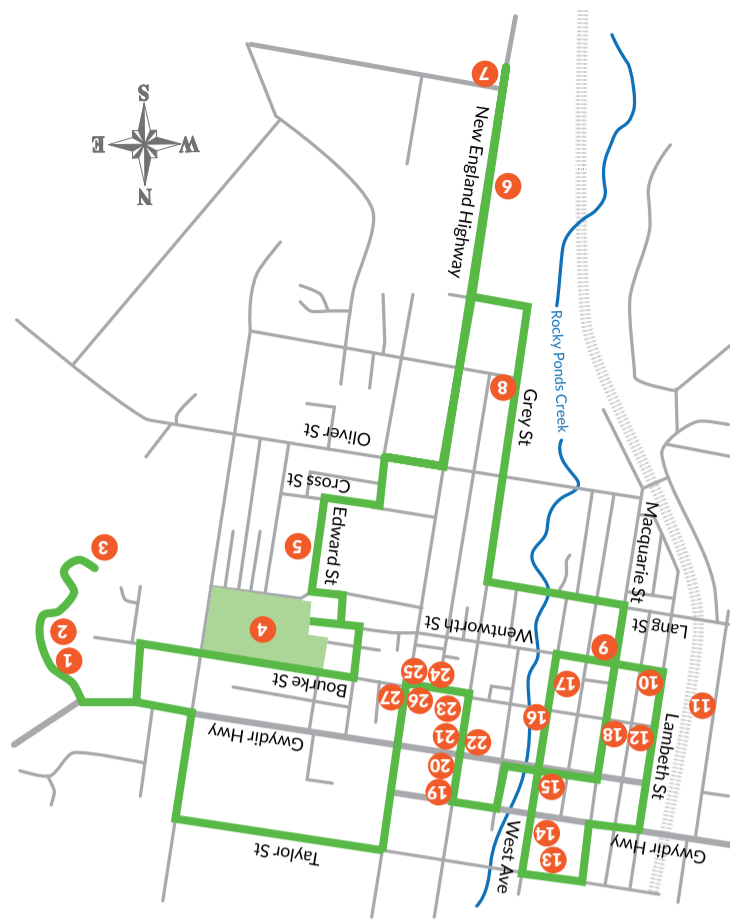 S
E
W
N
7
New England Highway
6
Rocky Ponds Creek
8
Grey St
Oliver St
Cross St
Edward St
5
3
Macquarie St
Lang St
4
Wentworth St
2
1
Bourke St
9
10
11
17
25
24
27
26
23
16
18
12
Lambeth St
22
21
20
19
Gwydir Hwy
15
14
13
West Ave
Gwydir Hwy
Taylor St